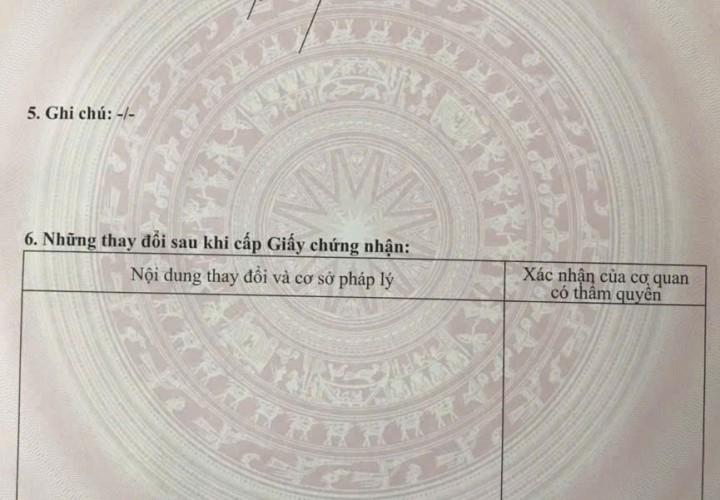 5. Ghi chú: -/-
6. Những thay đổi sau khi cấp Giấy chứng nhận:
Nội dung thay đổi và cơ sở pháp lý
Xác nhận của cơ quan
có thẩm quyền